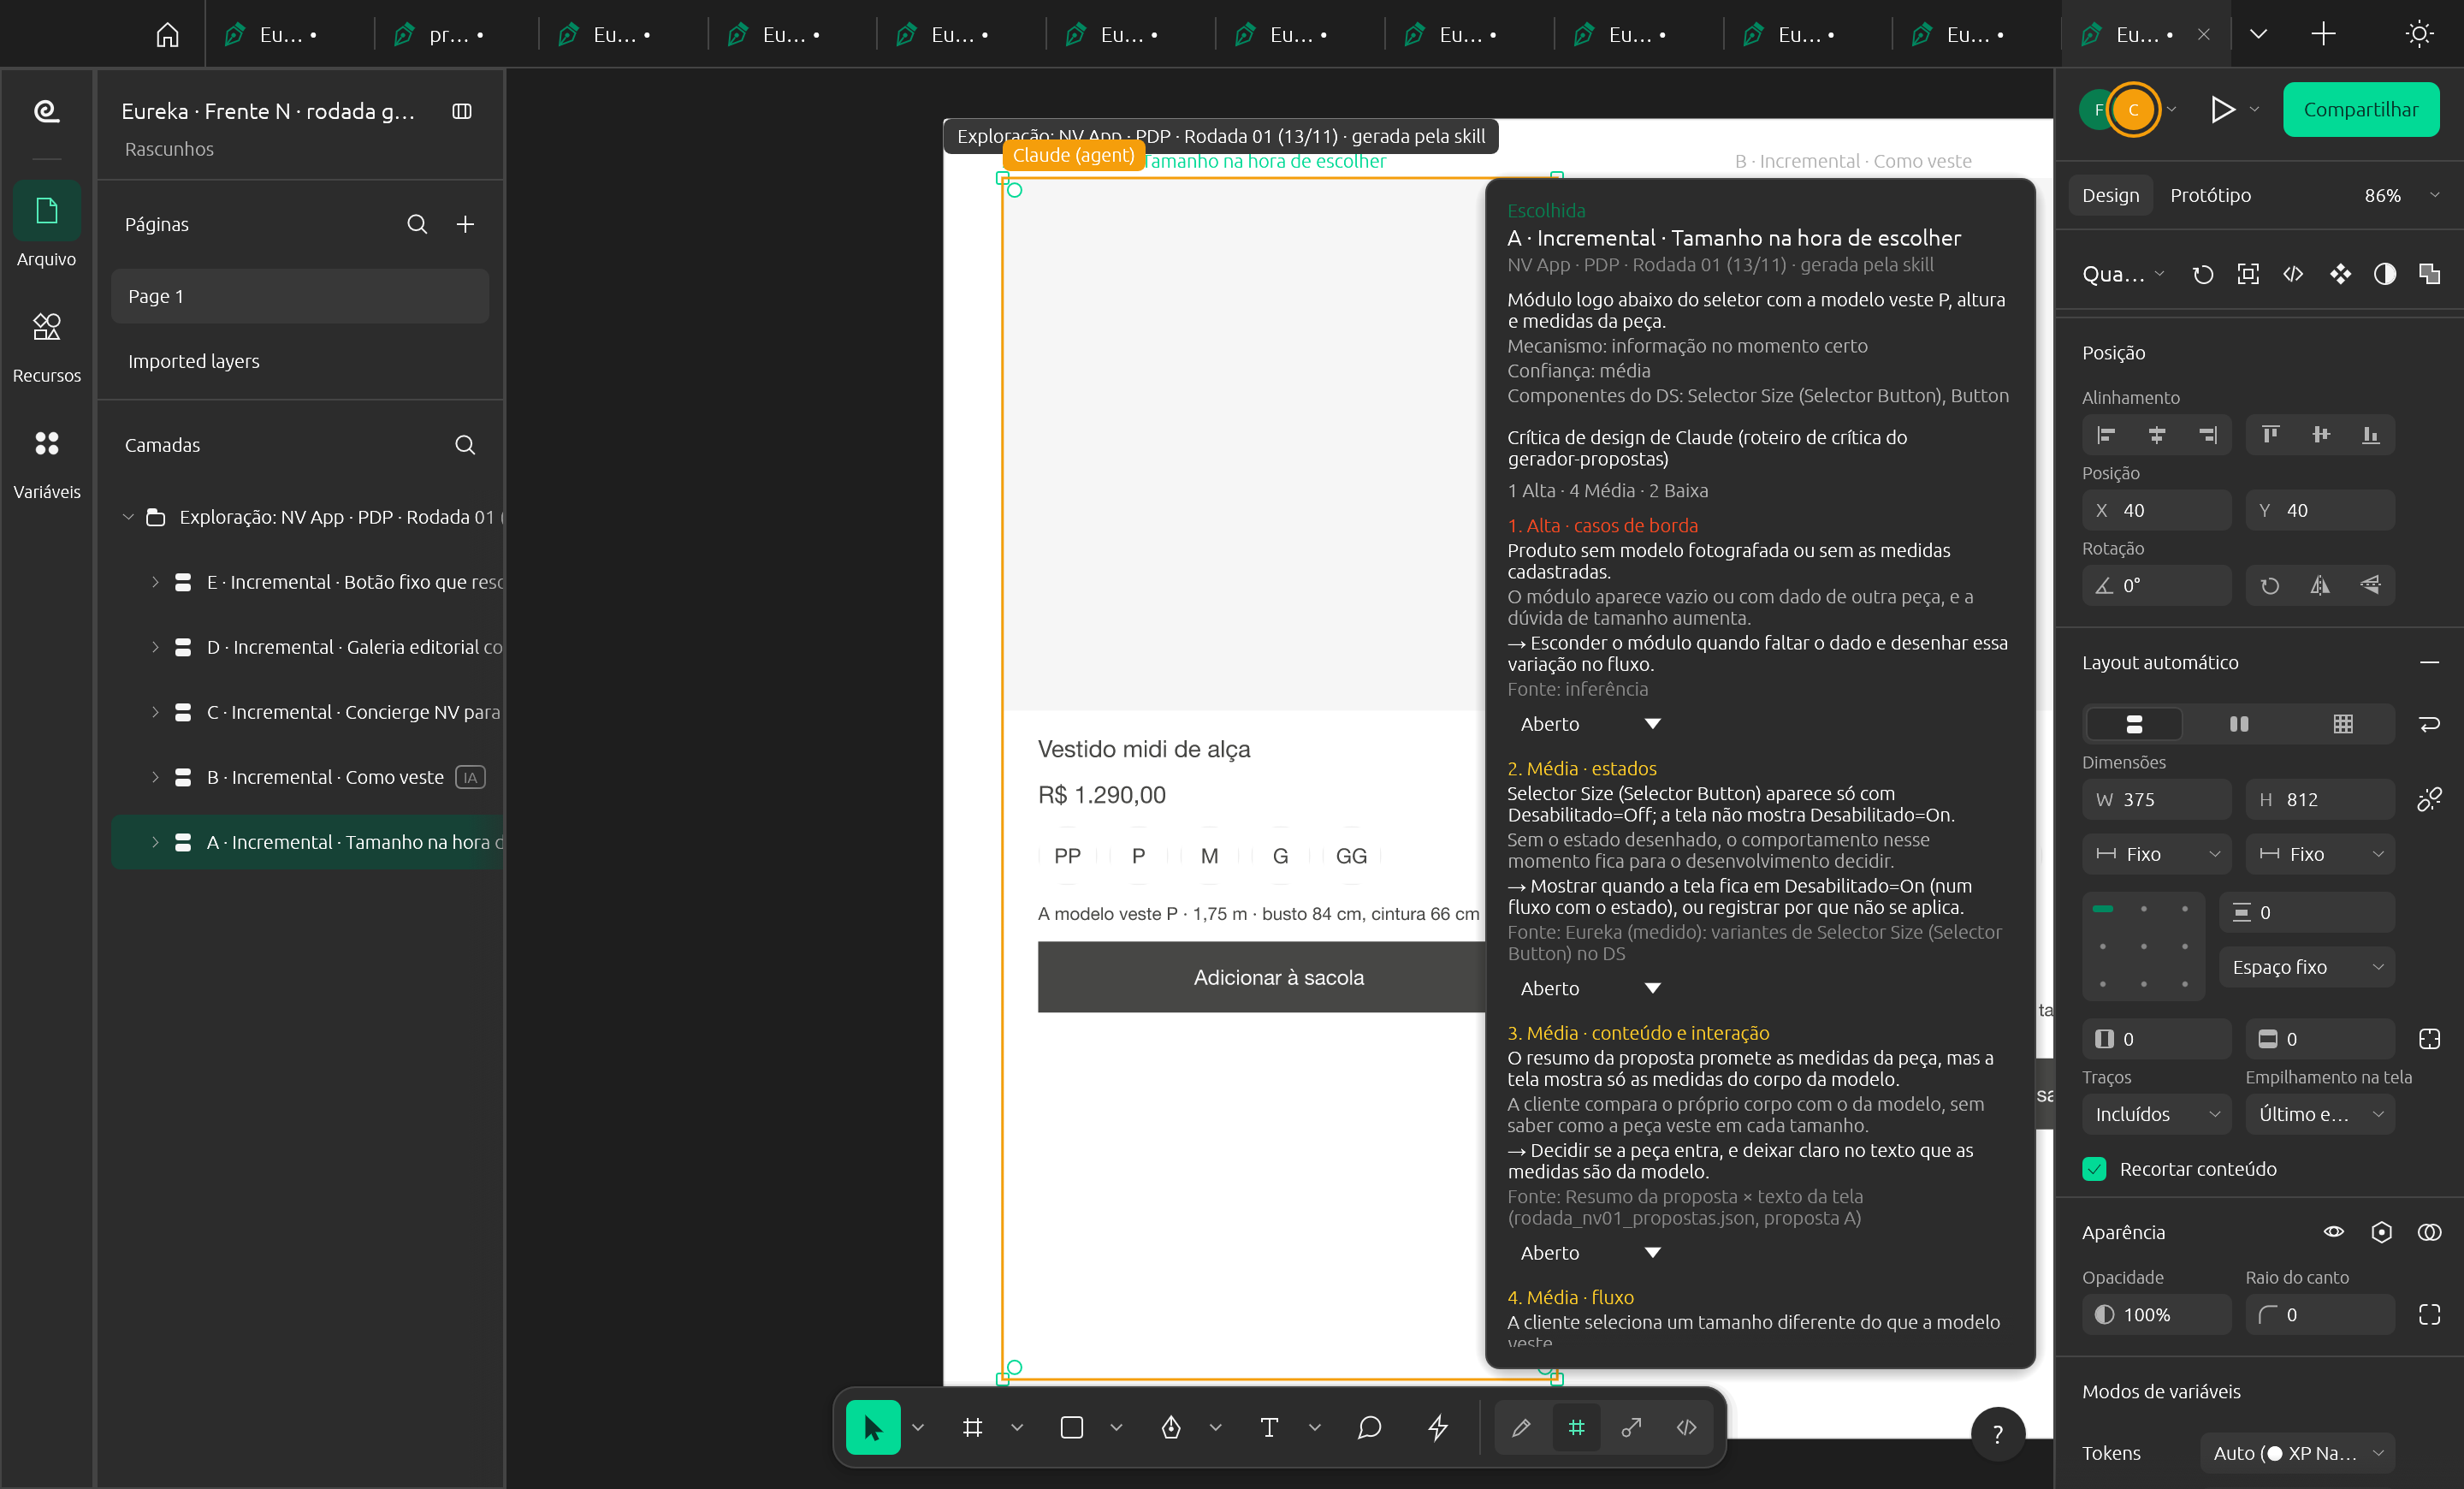 Eu... •
pr... •
Eu... •
Eu... •
Eu... •
Eu... •
Eu... •
Eu... •
Eu... •
Eu... •
Eu... •
Eu... •
Eureka · Frente N · rodada g...
Rascunhos
Páginas
Page 1
Imported layers
Camadas
Exploração: NV App · PDP · Rodada 01 (
E · Incremental · Botão fixo que reso
D · Incremental · Galeria editorial co
C · Incremental · Concierge NV para
B · Incremental · Como veste IA
A · Incremental · Tamanho na hora d
Arquivo
Recursos
Variáveis
Exploração: NV App · PDP · Rodada 01 (13/11) · gerada pela skill
Claude (agent)
Tamanho na hora de escolher
B · Incremental · Como veste
Vestido midi de alça
R$ 1.290,00
PP P M G GG
A modelo veste P · 1,75 m · busto 84 cm, cintura 66 cm
Adicionar à sacola
Escolhida
A · Incremental · Tamanho na hora de escolher
NV App · PDP · Rodada 01 (13/11) · gerada pela skill
Módulo logo abaixo do seletor com a modelo veste P, altura
e medidas da peça.
Mecanismo: informação no momento certo
Confiança: média
Componentes do DS: Selector Size (Selector Button), Button
Crítica de design de Claude (roteiro de crítica do
gerador-propostas)
1 Alta · 4 Média · 2 Baixa
1. Alta · casos de borda
Produto sem modelo fotografada ou sem as medidas
cadastradas.
O módulo aparece vazio ou com dado de outra peça, e a
dúvida de tamanho aumenta.
→ Esconder o módulo quando faltar o dado e desenhar essa
variação no fluxo.
Fonte: inferência
Aberto
2. Média · estados
Selector Size (Selector Button) aparece só com
Desabilitado=Off; a tela não mostra Desabilitado=On.
Sem o estado desenhado, o comportamento nesse
momento fica para o desenvolvimento decidir.
→ Mostrar quando a tela fica em Desabilitado=On (num
fluxo com o estado), ou registrar por que não se aplica.
Fonte: Eureka (medido): variantes de Selector Size (Selector
Button) no DS
Aberto
3. Média · conteúdo e interação
O resumo da proposta promete as medidas da peça, mas a
tela mostra só as medidas do corpo da modelo.
A cliente compara o próprio corpo com o da modelo, sem
saber como a peça veste em cada tamanho.
→ Decidir se a peça entra, e deixar claro no texto que as
medidas são da modelo.
Fonte: Resumo da proposta × texto da tela
(rodada_nv01_propostas.json, proposta A)
Aberto
4. Média · fluxo
A cliente seleciona um tamanho diferente do que a modelo
veste
ta
sa
?
F C
Compartilhar
Design Protótipo 86%
Qua...
Posição
Alinhamento
Posição
X 40 Y 40
Rotação
0°
Layout automático
Dimensões
W 375 H 812
Fixo Fixo
0
Espaço fixo
0 0
Traços Empilhamento na tela
Incluídos Último e...
Recortar conteúdo
Aparência
Opacidade Raio do canto
100% 0
Modos de variáveis
Tokens Auto ( XP Na...